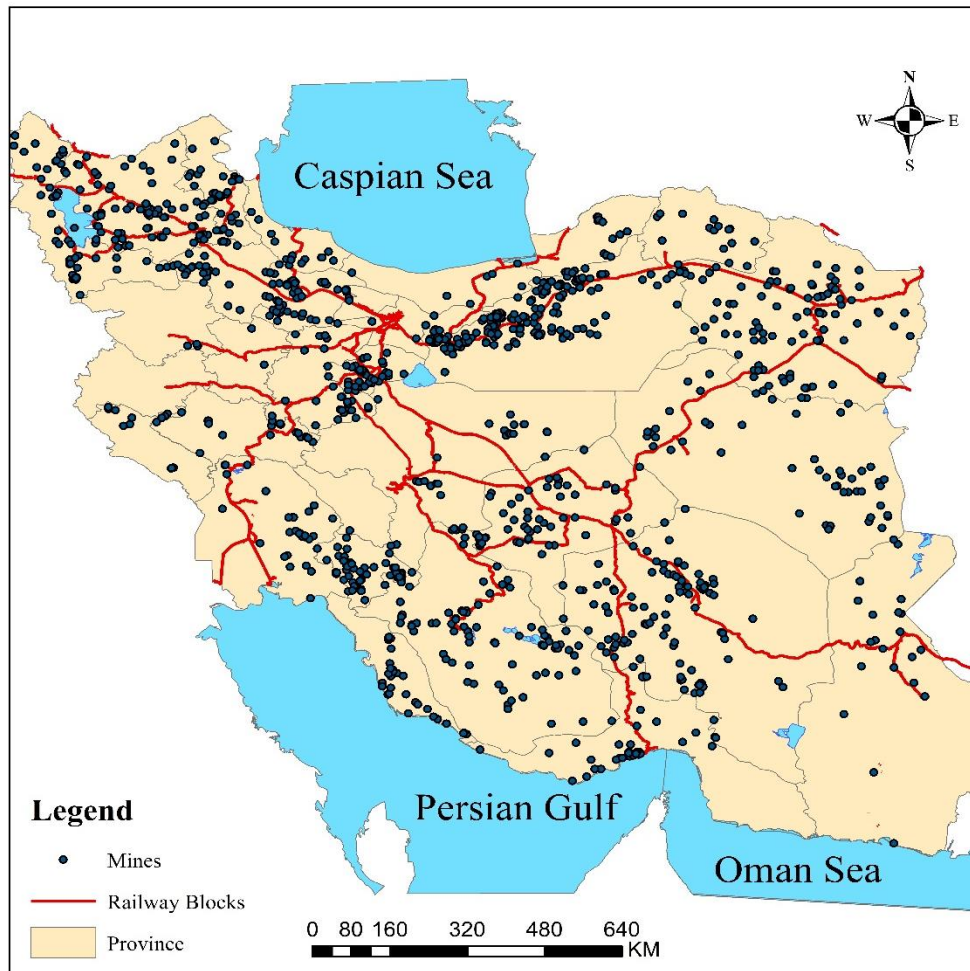 N
W E
S
Caspian Sea
Persian Gulf
Oman Sea
Legend
Mines
Railway Blocks
Province
0 80 160 320 480 640
KM